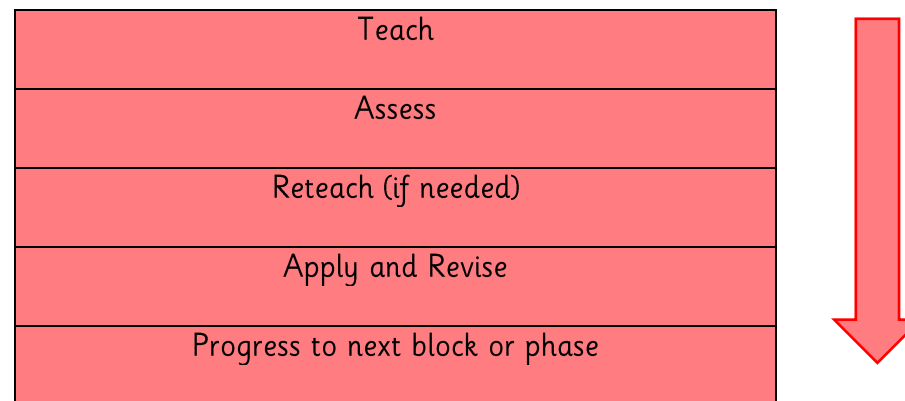 Teach
Assess
Reteach (if needed)
Apply and Revise
Progress to next block or phase